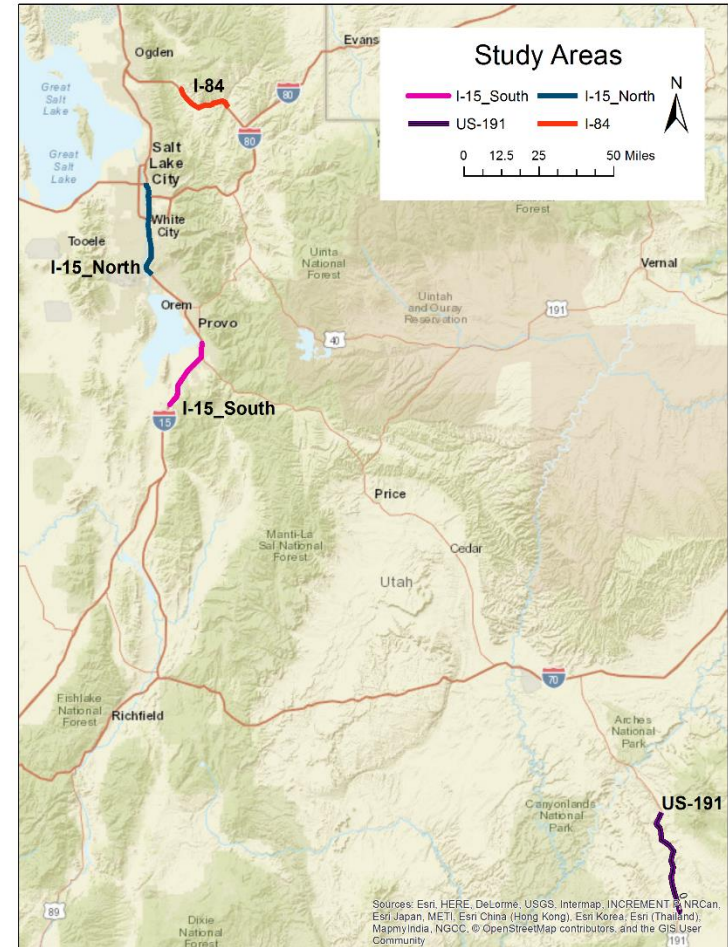 Ogden
Evans
Study Areas
I-15_South
I-15_North
US-191
I-84
N
0 12.5 25 50 Miles
I-84
80
80
Great
Salt
Lake
Great
Salt Lake
Salt
Lake
City
White
City
Tooele
I-15_North
Forest
Uinta
National
Forest
Vernal
Orem
Provo
Uintah
and Ouray
Reservation
191
40
I-15_South
15
Price
Manti-La
Sal National
Forest
Cedar
Utah
70
Fishlake
National
Forest
Richfield
Arches
National
Park
Canyonlands
National
Park
US-191
89
Dixie
National
Sources: Esri, HERE, DeLorme, USGS, Intermap, INCREMENT P, NRCan,
Esri Japan, METI, Esri China (Hong Kong), Esri Korea, Esri (Thailand),
MapmyIndia, NGCC, © OpenStreetMap contributors, and the GIS User
Community
191